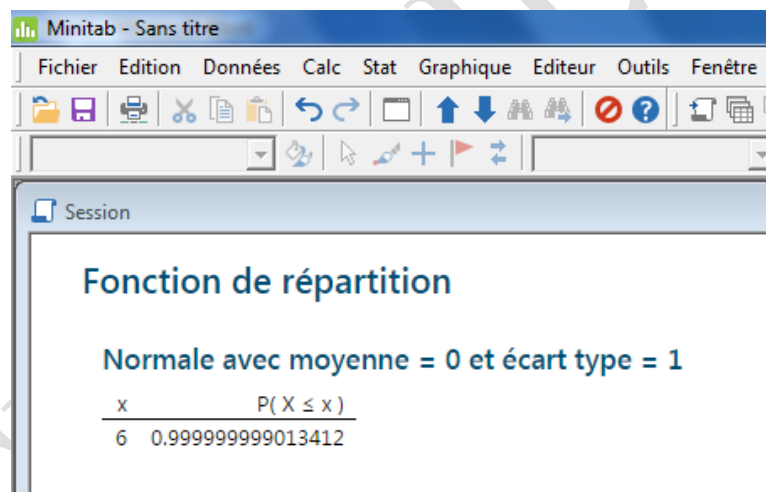 Minitab - Sans titre
Fichier Edition Données Calc Stat Graphique Editeur Outils Fenêtre
Session
Fonction de répartition
Normale avec moyenne = 0 et écart type = 1
x P( X ≤ x )
6 0.999999999013412